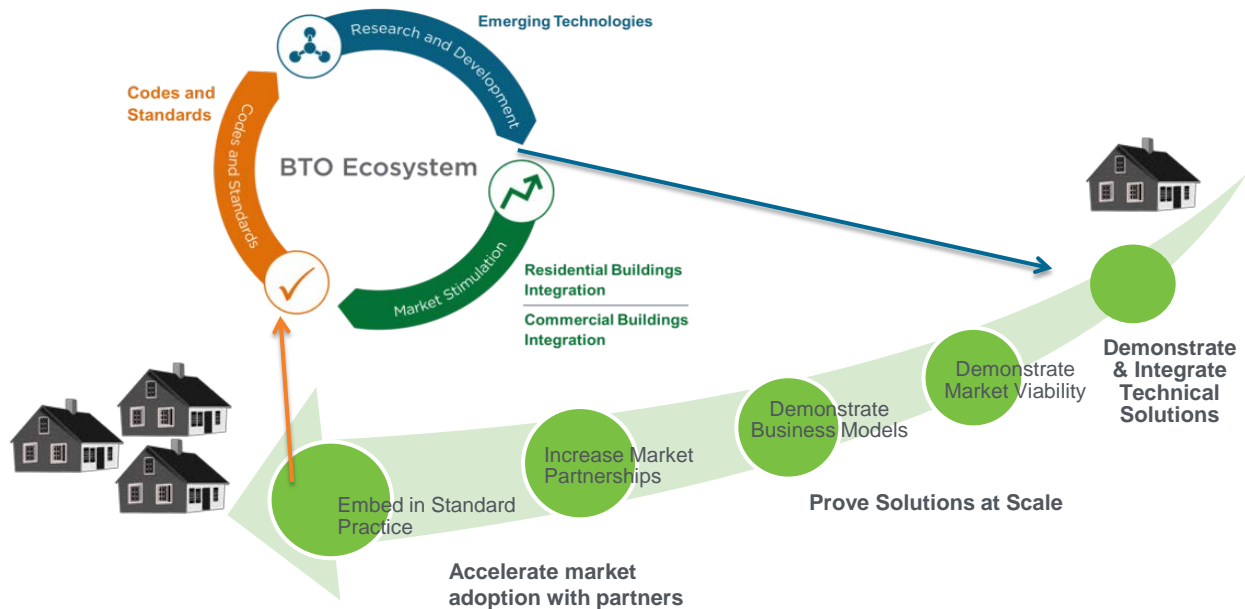 Emerging Technologies
Research and Development
Codes and
Standards
Codes and Standards
BTO Ecosystem
Market Stimulation
Residential Buildings
Integration
Commercial Buildings
Integration
Demonstrate
& Integrate
Technical
Solutions
Demonstrate
Market Viability
Demonstrate
Business Models
Increase Market
Partnerships
Embed in Standard
Practice
Prove Solutions at Scale
Accelerate market
adoption with partners